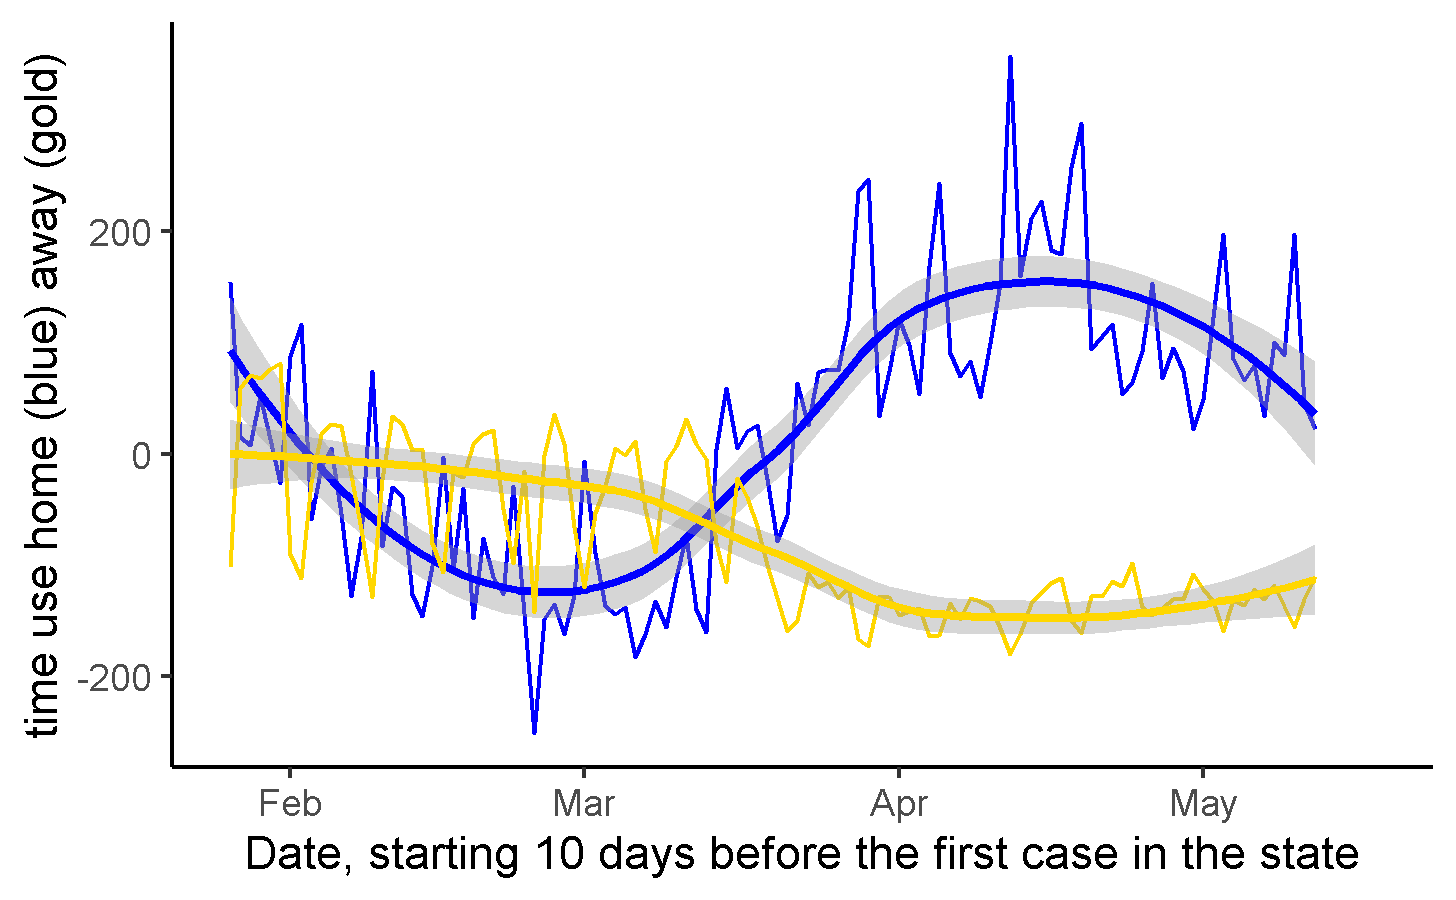 time use home (blue) away (gold)
200
0
-200
Feb Mar Apr May
Date, starting 10 days before the first case in the state